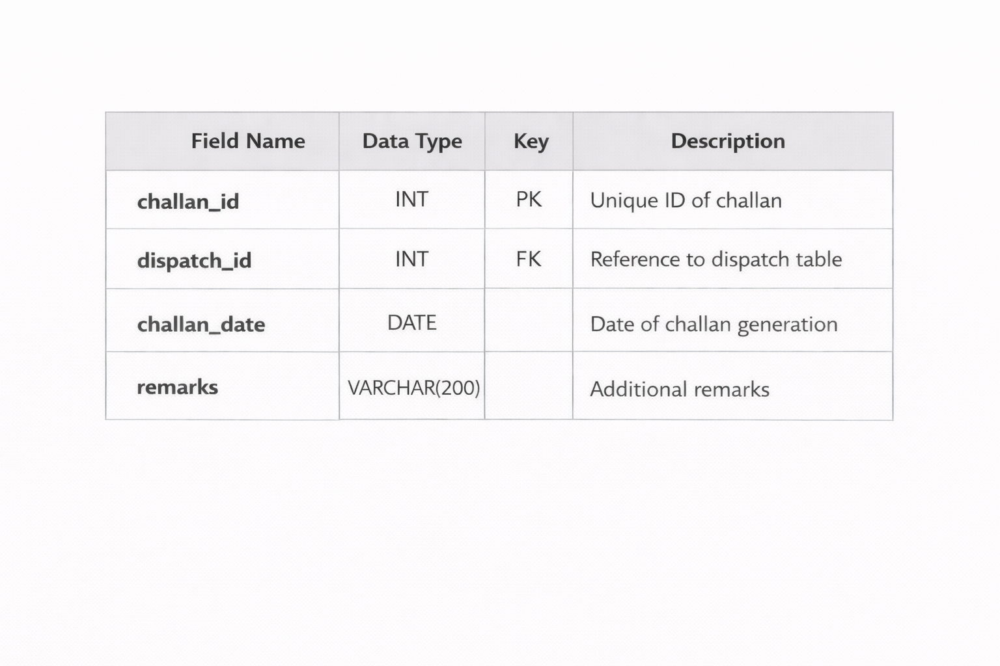 Field Name Data Type Key Description
challan_id INT PK Unique ID of challan
dispatch_id INT FK Reference to dispatch table
challan_date DATE Date of challan generation
remarks VARCHAR(200) Additional remarks